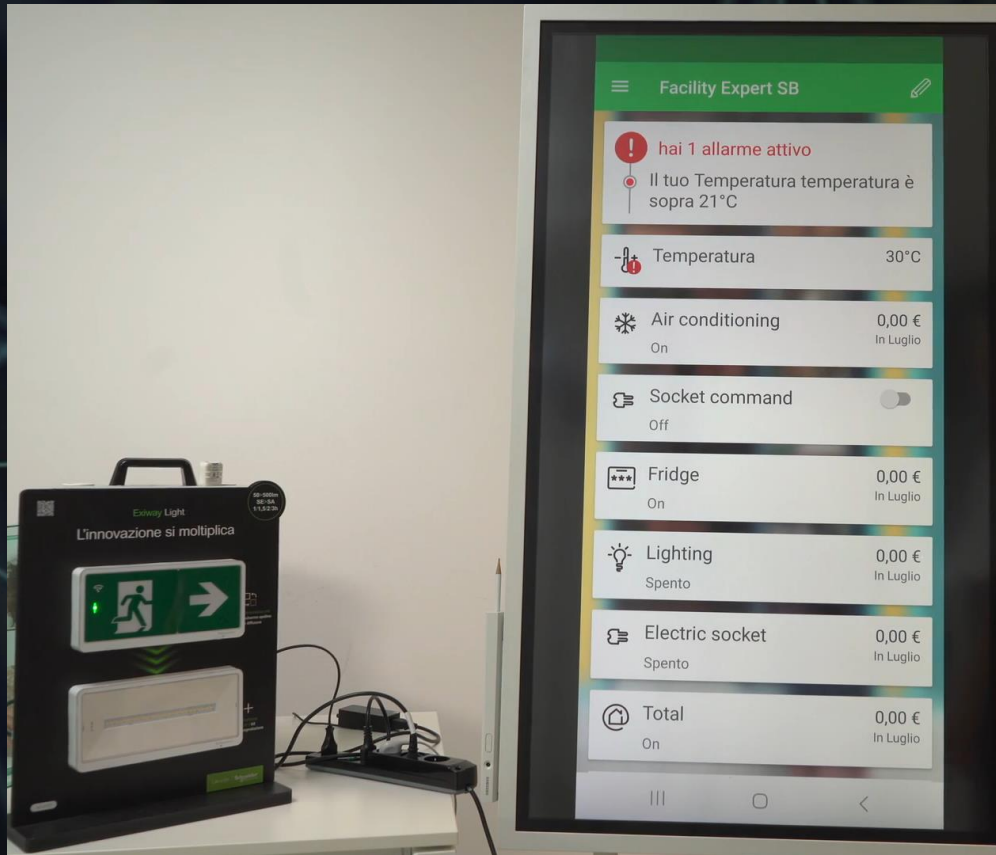 Facility Expert SB
hai 1 allarme attivo
Il tuo Temperatura temperatura è
sopra 21°C
Temperatura
30°C
Air conditioning
0,00 €
On
In Luglio
Socket command
Off
Fridge
0,00 €
On
In Luglio
Lighting
0,00 €
Spento
In Luglio
Electric socket
0,00 €
Spento
In Luglio
Total
0,00 €
On
In Luglio
Exiway Light
L'innovazione si moltiplica